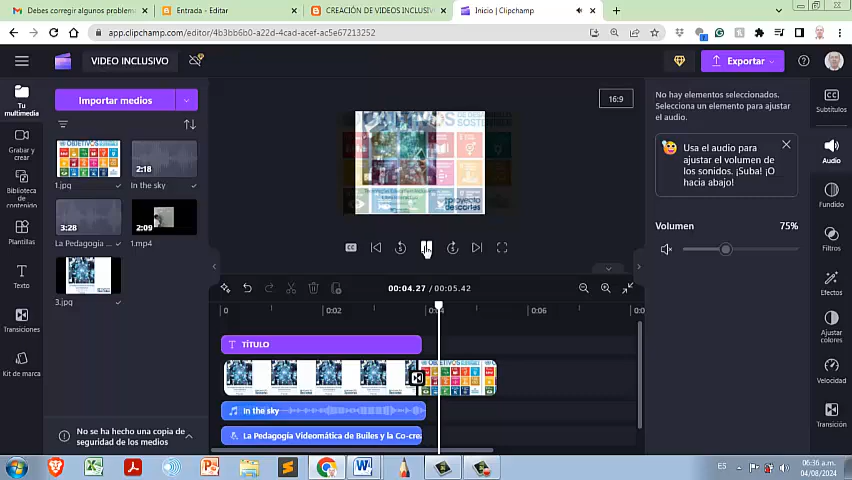 Debes corregir algunos problem
Entrada - Editar
CREACIÓN DE VIDEOS INCLUSIV
Inicio | Clipchamp
app.clipchamp.com/editor/4b3bb6b0-a22d-4cad-acef-ac5e67213252
VIDEO INCLUSIVO
Exportar
Tu multimedia
Grabar y crear
Biblioteca de contenido
Plantillas
Texto
Transiciones
Kit de marca
Importar medios
1.jpg
2:18
In the sky
3:28
La Pedagogía ...
2:09
1.mp4
3.jpg
No se ha hecho una copia de
seguridad de los medios
16:9
proyecto
descartes
CC
5
5
00:04.27 / 00:05.42
0
0:02
0:04
0:06
TÍTULO
In the sky
La Pedagogía Videomática de Builes y la Co-crea
No hay elementos seleccionados.
Selecciona un elemento para ajustar
el audio.
Usa el audio para
ajustar el volumen de
los sonidos. ¡Suba! ¡O
hacia abajo!
Volumen
75%
Subtítulos
Audio
Fundido
Filtros
Efectos
Ajustar colores
Velocidad
Transición
ES
06:36 a.m.
04/08/2024